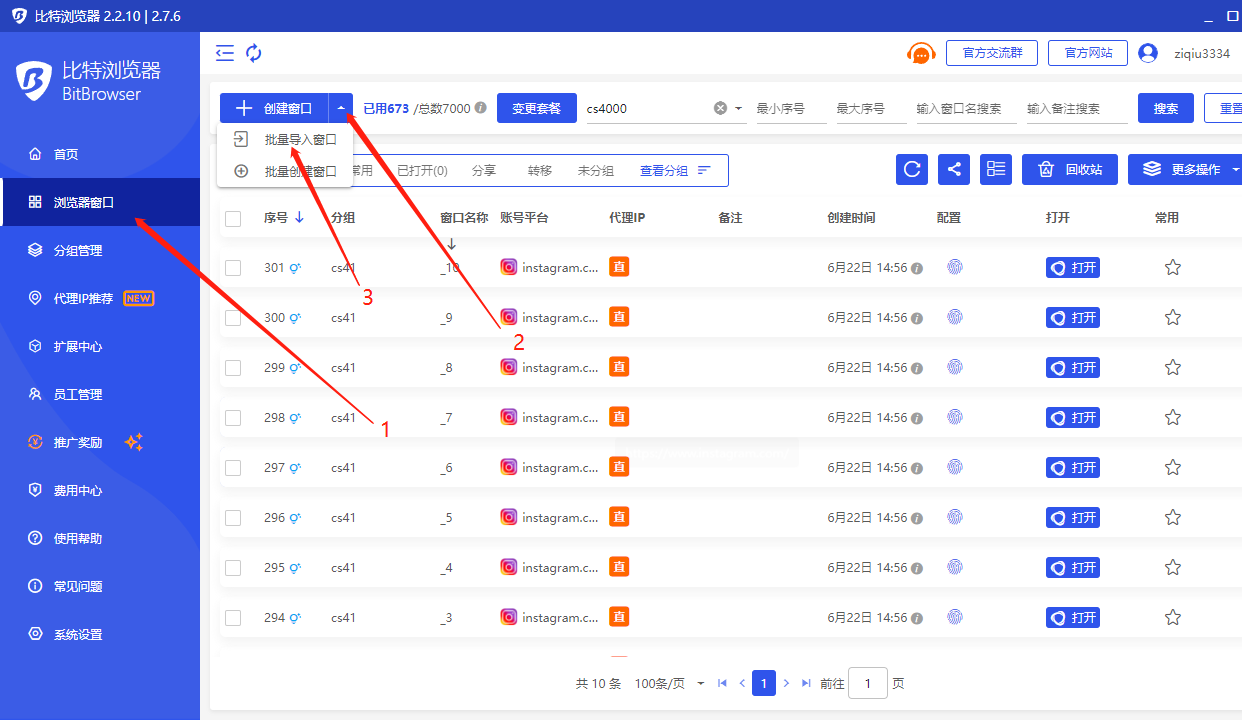 比特浏览器 2.2.10 | 2.7.6
比特浏览器
BitBrowser
首页
浏览器窗口
分组管理
代理IP推荐 NEW
扩展中心
员工管理
推广奖励
费用中心
使用帮助
常见问题
系统设置
官方交流群 官方网站 ziqiu3334
创建窗口 已用673 /总数7000 变更套餐 cs4000 最小序号 最大序号 输入窗口名搜索 输入备注搜索 搜索 重置
批量导入窗口
批量创建窗口
常用 已打开(0) 分享 转移 未分组 查看分组 回收站 更多操作
序号 分组 窗口名称 账号平台 代理IP 备注 创建时间 配置 打开 常用
301 cs41 _10 instagram.c... 直 6月22日 14:56 打开
3
300 cs41 _9 instagram.c... 直 6月22日 14:56 打开
2
299 cs41 _8 instagram.c... 直 6月22日 14:56 打开
298 cs41 _7 instagram.c... 直 6月22日 14:56 打开
1
297 cs41 _6 instagram.c... 直 6月22日 14:56 打开
296 cs41 _5 instagram.c... 直 6月22日 14:56 打开
295 cs41 _4 instagram.c... 直 6月22日 14:56 打开
294 cs41 _3 instagram.c... 直 6月22日 14:56 打开
共 10 条 100条/页 1 前往 1 页